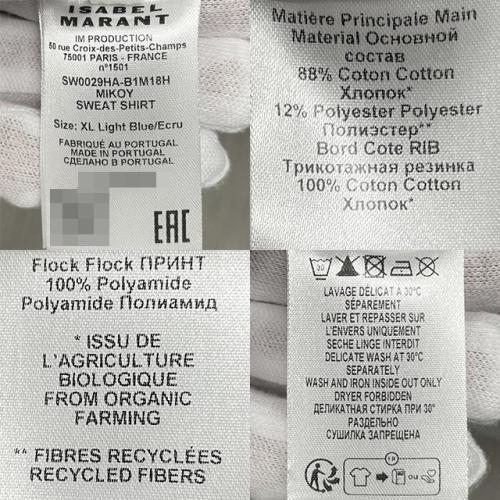 ISABEL
MARANT
IM PRODUCTION
50 rue Croix-des-Petits-Champs
75001 PARIS - FRANCE
n°1501
SW0029HA-B1M18H
MIKOY
SWEAT SHIRT
Size: XL Light Blue/Ecru
FABRIQUÉ AU PORTUGAL
MADE IN PORTUGAL
СДЕЛАНО В PORTUGAL
EAC
Matière Principale Main
Material Основной
состав
88% Coton Cotton
Хлопок*
12% Polyester Polyester
Полиэстер**
Bord Cote RIB
Трикотажная резинка
100% Coton Cotton
Хлопок*
Flock Flock ПРИНТ
100% Polyamide
Polyamide Полиамид
* ISSU DE
L'AGRICULTURE
BIOLOGIQUE
FROM ORGANIC
FARMING
** FIBRES RECYCLÉES
RECYCLED FIBERS
30
LAVAGE DÉLICAT A 30°C
SÉPAREMENT
LAVER ET REPASSER SUR
L'ENVERS UNIQUEMENT
SECHE LINGE INTERDIT
DELICATE WASH AT 30°C
SEPARATELY
WASH AND IRON INSIDE OUT ONLY
DRYER FORBIDDEN
ДЕЛИКАТНАЯ СТИРКА ПРИ 30°
РАЗДЕЛЬНО
СУШИЛКА ЗАПРЕЩЕНА
FR
ou